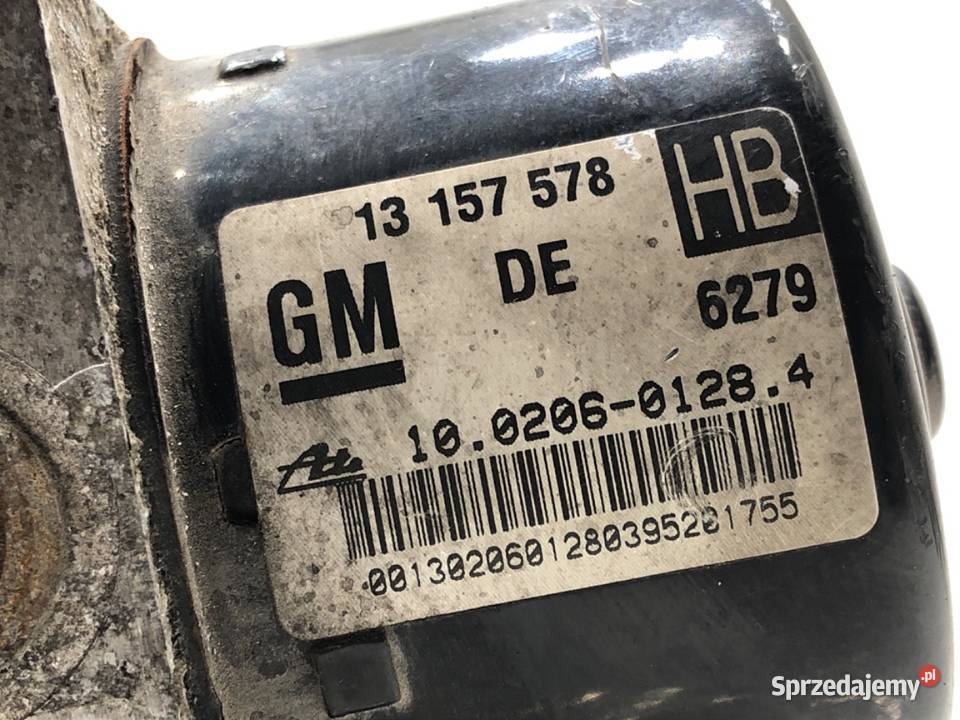 13 157 578
HB
GM
DE
6279
Ate
10.0206-0128.4
0013020601280395201755
Sprzedajemy.pl